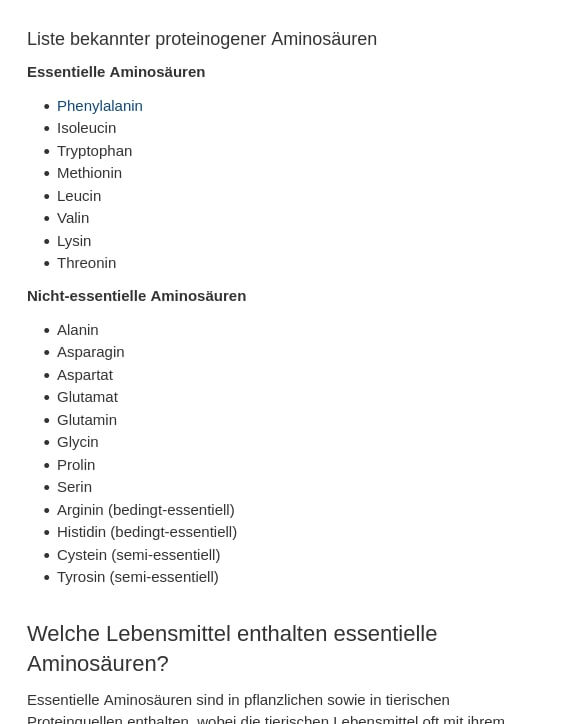 Liste bekannter proteinogener Aminosäuren
Essentielle Aminosäuren
Phenylalanin
Isoleucin
Tryptophan
Methionin
Leucin
Valin
Lysin
Threonin
Nicht-essentielle Aminosäuren
Alanin
Asparagin
Aspartat
Glutamat
Glutamin
Glycin
Prolin
Serin
Arginin (bedingt-essentiell)
Histidin (bedingt-essentiell)
Cystein (semi-essentiell)
Tyrosin (semi-essentiell)
Welche Lebensmittel enthalten essentielle
Aminosäuren?
Essentielle Aminosäuren sind in pflanzlichen sowie in tierischen
Proteinquellen enthalten, wobei die tierischen Lebensmittel oft mit ihrem